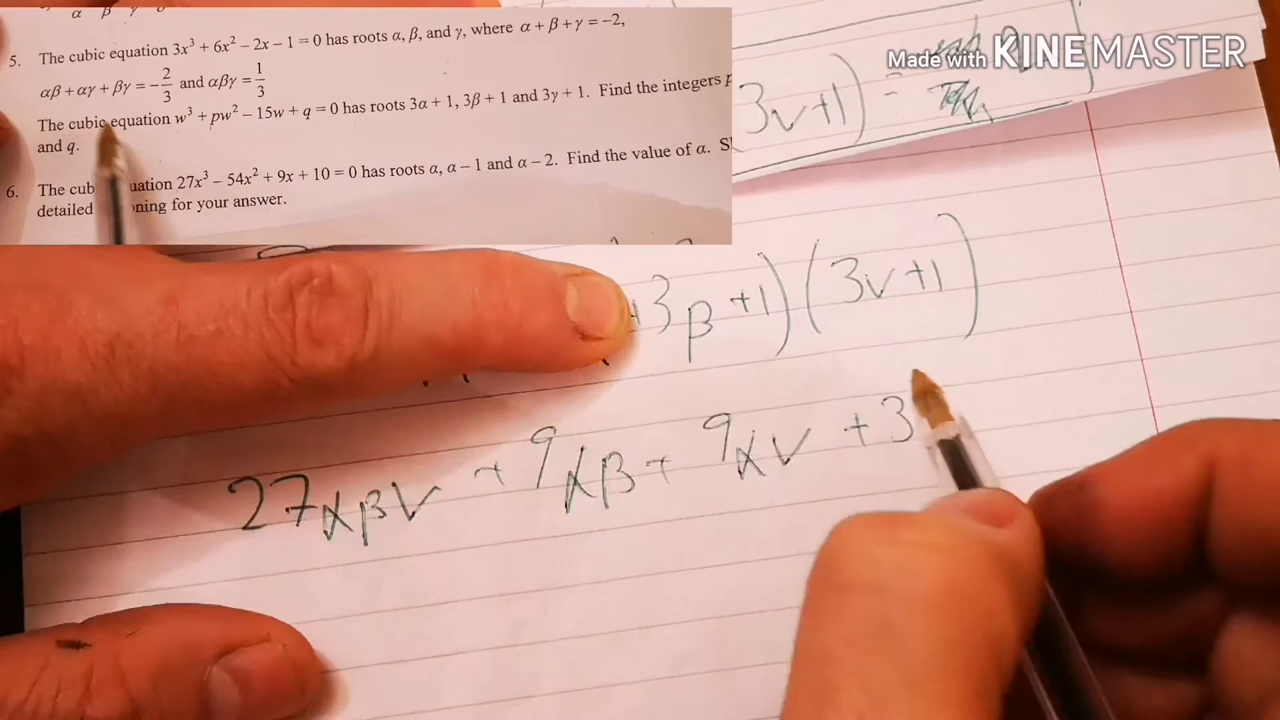 α β γ
5. The cubic equation 3x³ + 6x² − 2x − 1 = 0 has roots α, β, and γ, where α + β + γ = −2,
αβ + αγ + βγ = −2/3 and αβγ = 1/3
The cubic equation w³ + pw² − 15w + q = 0 has roots 3α + 1, 3β + 1 and 3γ + 1. Find the integers p
and q.
6. The cub uation 27x³ − 54x² + 9x + 10 = 0 has roots α, α − 1 and α − 2. Find the value of α. S
detailed ning for your answer.
Made with KINEMASTER
3γ+1) =
3β +1) (3γ +1)
27αβγ + 9αβ + 9αγ + 3